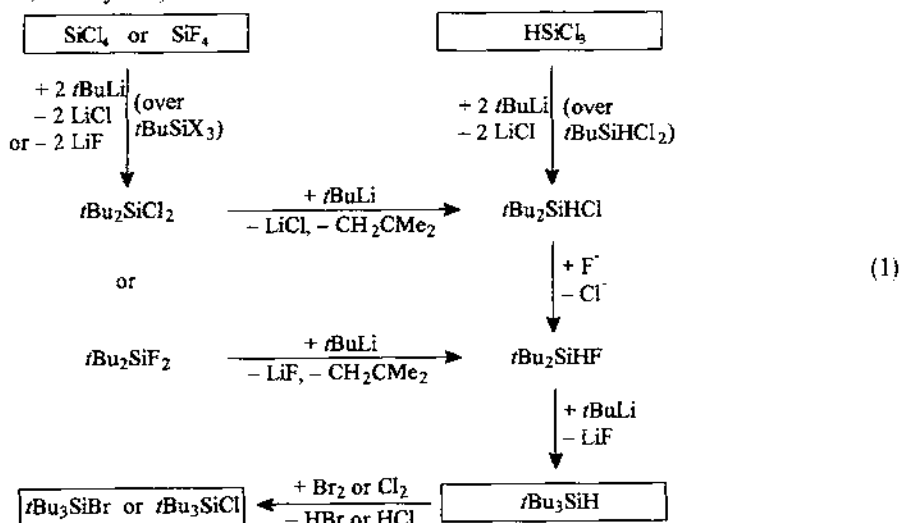 SiCl₄ or SiF₄
HSiCl₃
+ 2 tBuLi
- 2 LiCl
or - 2 LiF
(over
tBuSiX₃)
+ 2 tBuLi
- 2 LiCl
(over
tBuSiHCl₂)
tBu₂SiCl₂
+ tBuLi
- LiCl, - CH₂CMe₂
tBu₂SiHCl
or
+ F⁻
- Cl⁻
(1)
tBu₂SiF₂
+ tBuLi
- LiF, - CH₂CMe₂
tBu₂SiHF
+ tBuLi
- LiF
tBu₃SiBr or tBu₃SiCl
+ Br₂ or Cl₂
- HBr or HCl
tBu₃SiH